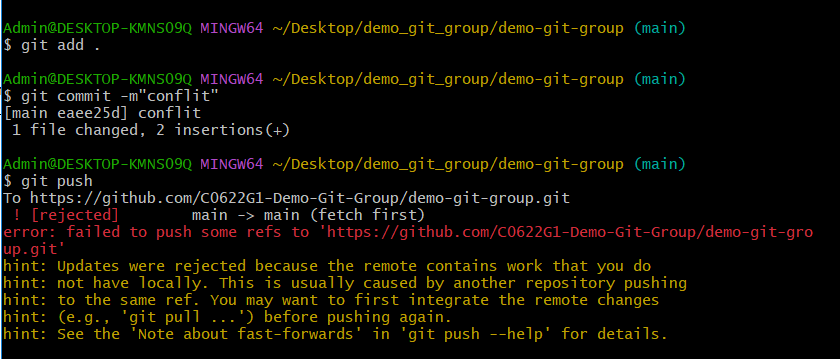 Admin@DESKTOP-KMNSO9Q MINGW64 ~/Desktop/demo_git_group/demo-git-group (main)
$ git add .
Admin@DESKTOP-KMNSO9Q MINGW64 ~/Desktop/demo_git_group/demo-git-group (main)
$ git commit -m"conflit"
[main eaee25d] conflit
 1 file changed, 2 insertions(+)
Admin@DESKTOP-KMNSO9Q MINGW64 ~/Desktop/demo_git_group/demo-git-group (main)
$ git push
To https://github.com/CO622G1-Demo-Git-Group/demo-git-group.git
 ! [rejected]        main -> main (fetch first)
error: failed to push some refs to 'https://github.com/CO622G1-Demo-Git-Group/demo-git-gro
up.git'
hint: Updates were rejected because the remote contains work that you do
hint: not have locally. This is usually caused by another repository pushing
hint: to the same ref. You may want to first integrate the remote changes
hint: (e.g., 'git pull ...') before pushing again.
hint: See the 'Note about fast-forwards' in 'git push --help' for details.